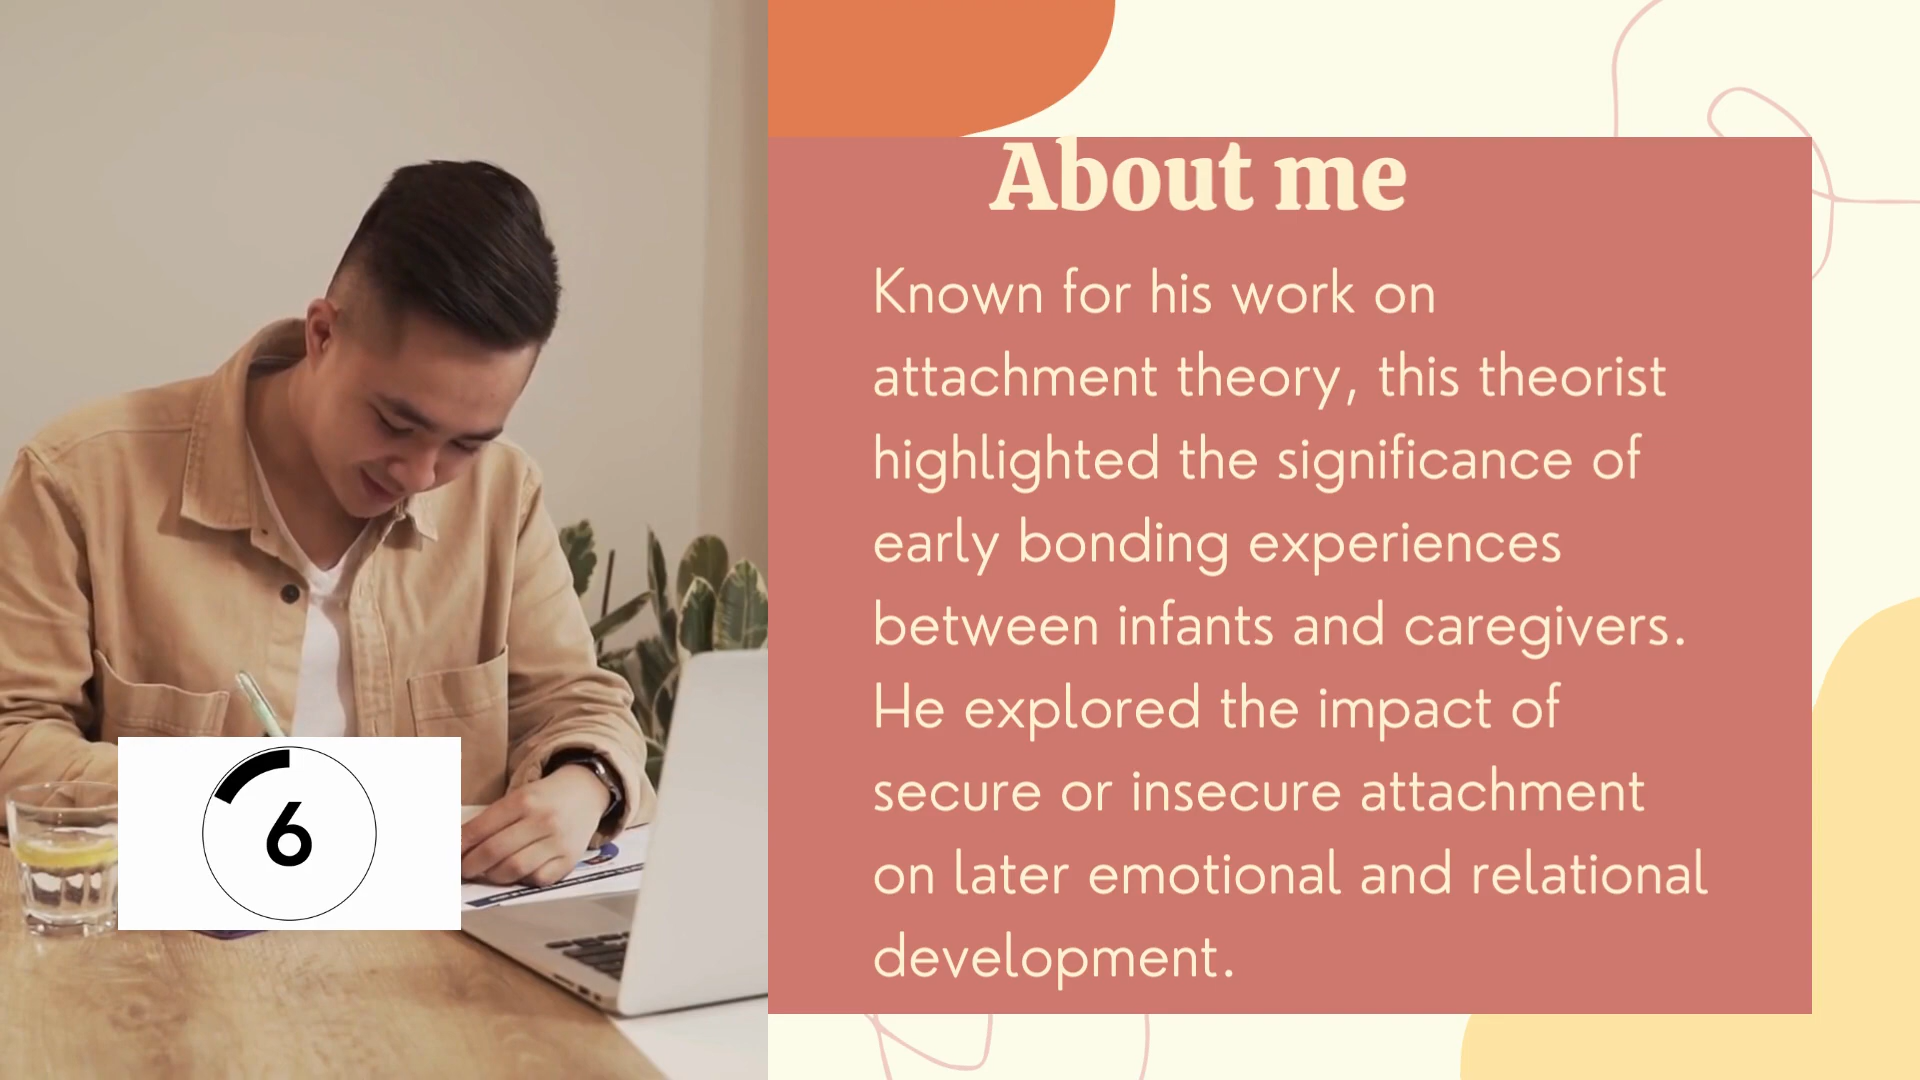 About me
Known for his work on
attachment theory, this theorist
highlighted the significance of
early bonding experiences
between infants and caregivers.
He explored the impact of
secure or insecure attachment
on later emotional and relational
development.
6